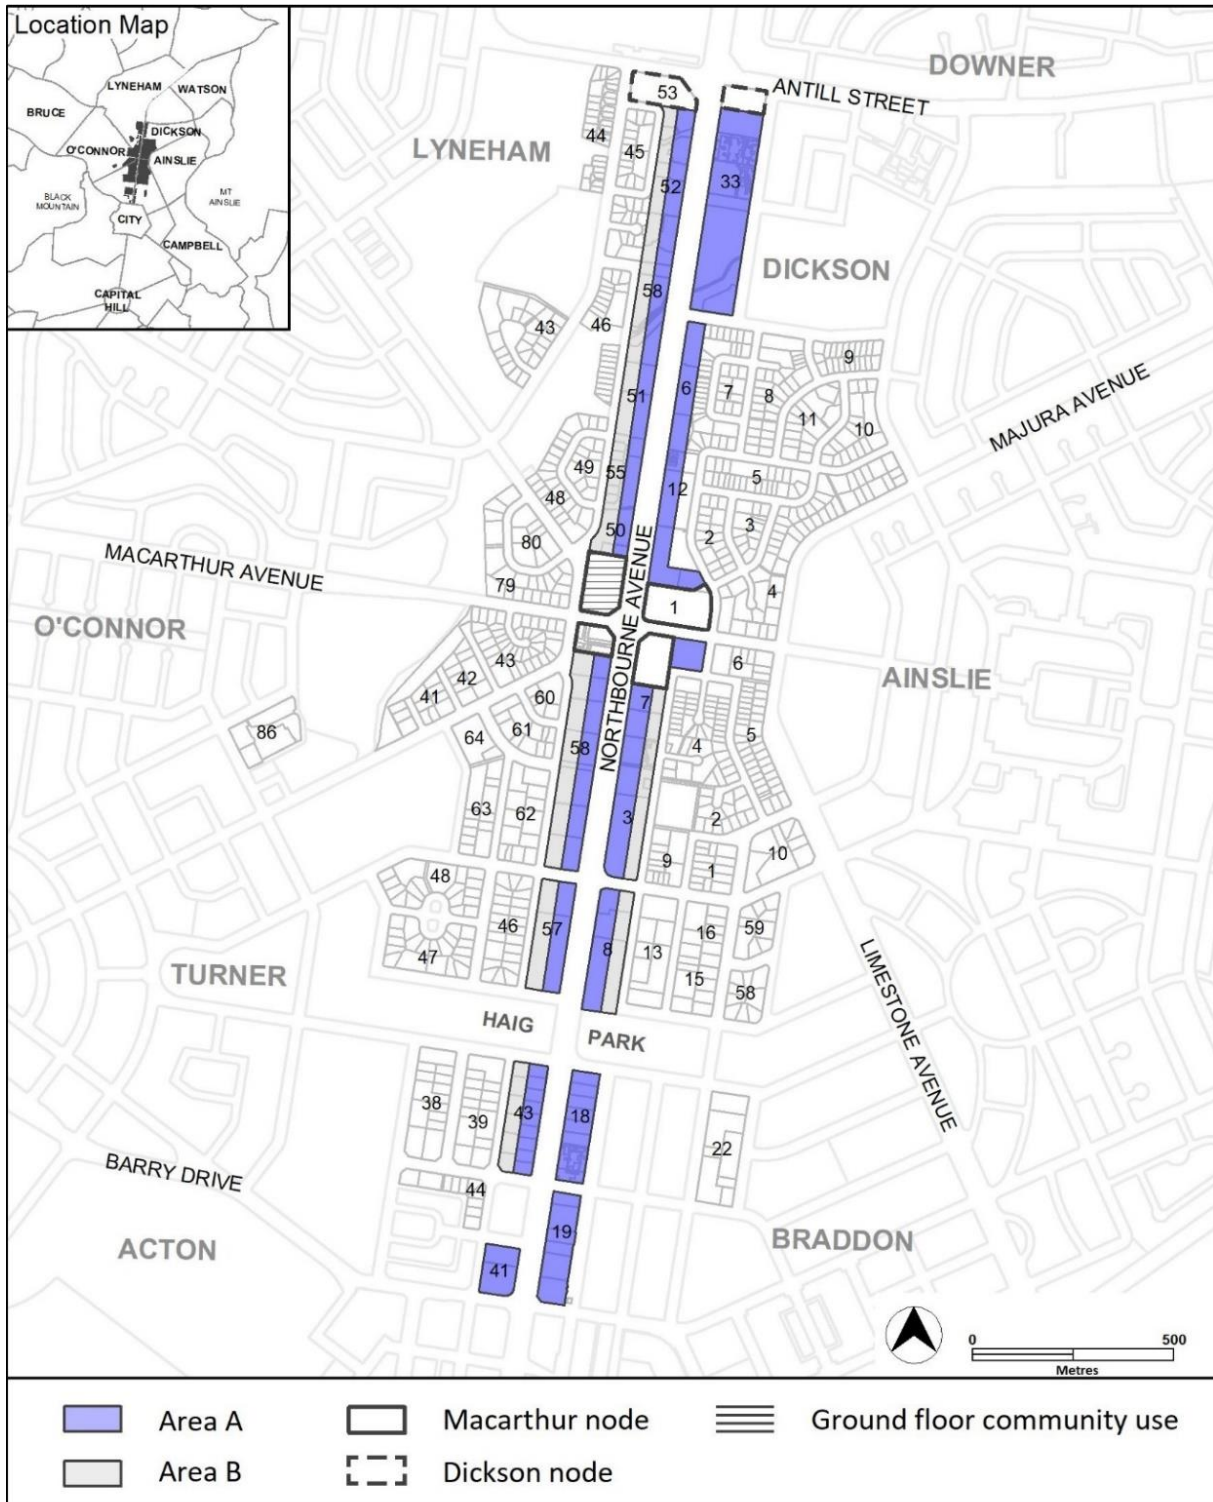 Location Map
LYNEHAM
WATSON
BRUCE
DICKSON
O'CONNOR
AINSLIE
BLACK
MOUNTAIN
MT
AINSLIE
CITY
CAMPBELL
CAPITAL
HILL
DOWNER
ANTILL STREET
53
44
45
LYNEHAM
52
33
DICKSON
58
43
46
9
51
6
7
8
11
10
MAJURA AVENUE
49
55
5
48
12
50
2
3
80
NORTHBOURNE AVENUE
MACARTHUR AVENUE
79
1
4
O'CONNOR
43
6
42
AINSLIE
41
60
7
86
61
64
58
4
5
63
62
3
2
9
1
10
48
46
57
8
16
59
47
13
15
58
TURNER
LIMESTONE AVENUE
HAIG
PARK
38
39
43
18
22
BARRY DRIVE
44
19
ACTON
BRADDON
41
0
500
Metres
Area A
Macarthur node
Ground floor community use
Area B
Dickson node